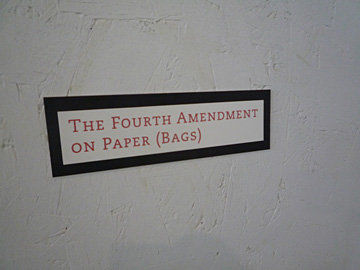 The Fourth Amendment
on Paper (Bags)